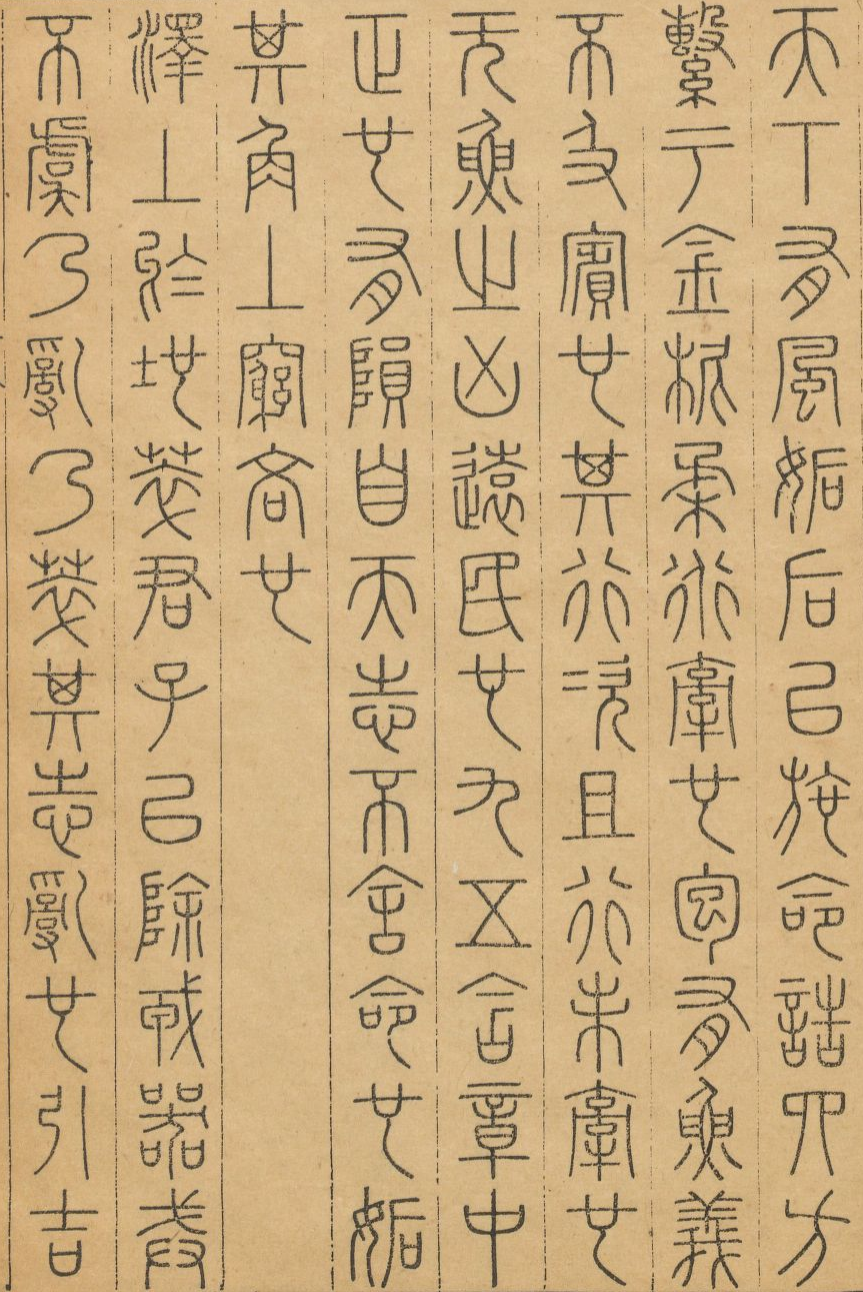 天下有風姤后以施命誥四方
繫于金柅柔道牽也包有魚義
不及賓也其行次且行未牽也
无魚之凶遠民也九五含章中
正也有隕自天志不舍命也姤
其角上窮吝也
澤上於地萃君子以除戎器戒
不虞乃亂乃萃其志亂也引吉